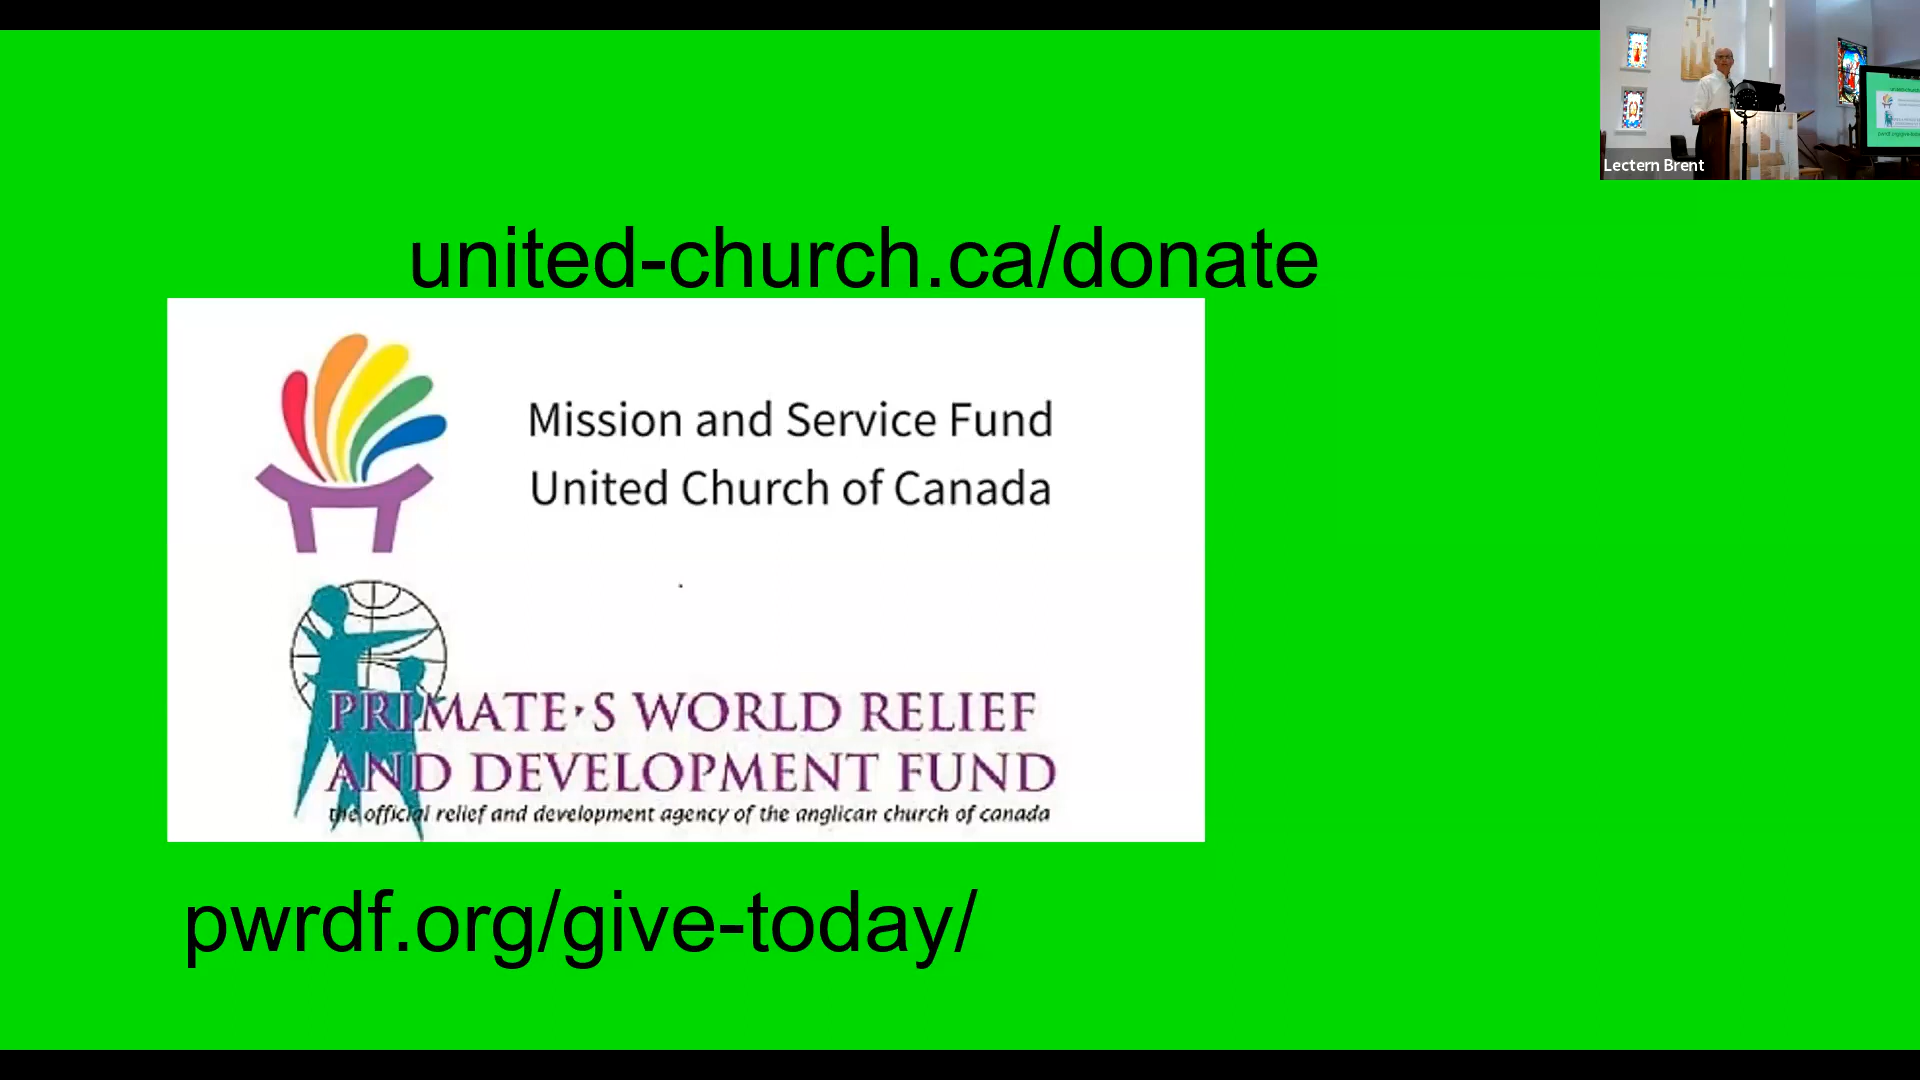 Lectern Brent
united-church.ca/donate
Mission and Service Fund
United Church of Canada
PRIMATE'S WORLD RELIEF
AND DEVELOPMENT FUND
the official relief and development agency of the anglican church of canada
pwrdf.org/give-today/